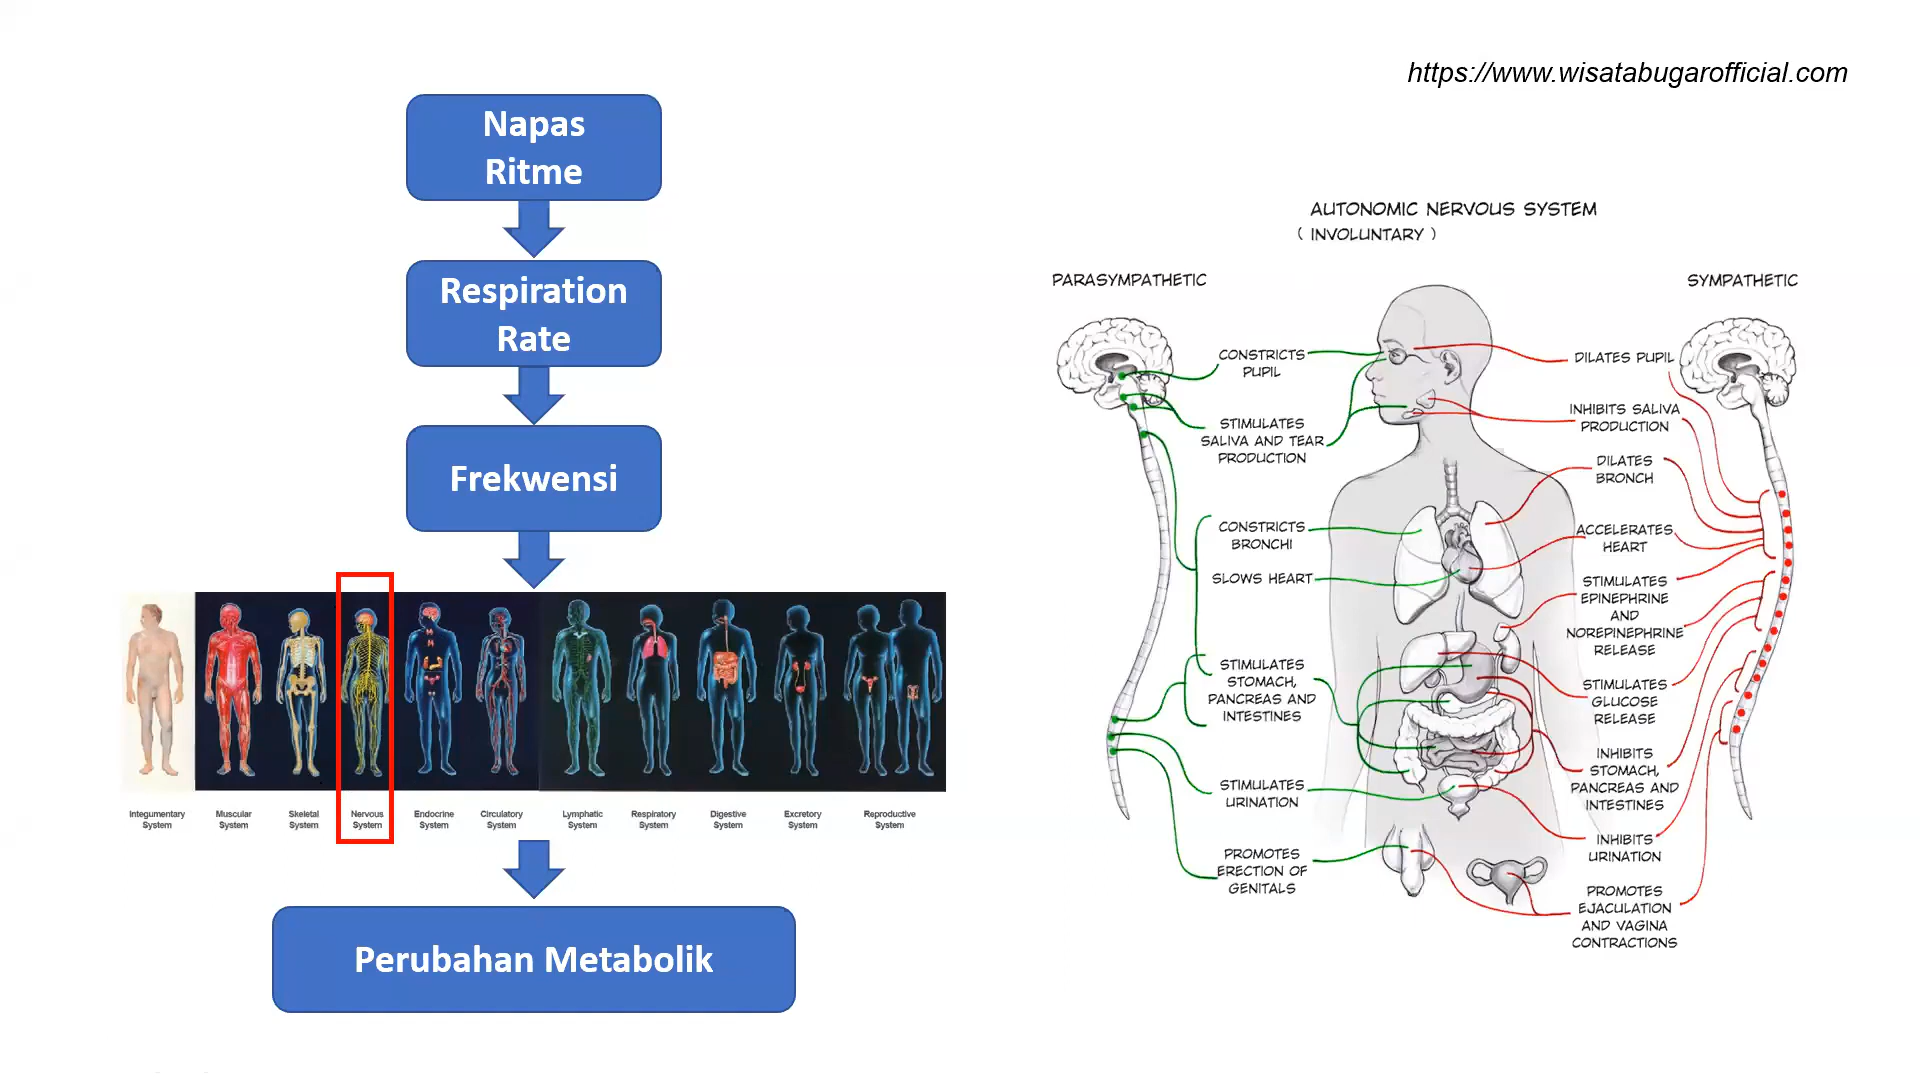 https://www.wisatabugarofficial.com
Napas
Ritme
Respiration
Rate
Frekwensi
Integumentary
System
Muscular
System
Skeletal
System
Nervous
System
Endocrine
System
Circulatory
System
Lymphatic
System
Respiratory
System
Digestive
System
Excretory
System
Reproductive
System
Perubahan Metabolik
AUTONOMIC NERVOUS SYSTEM
( INVOLUNTARY )
PARASYMPATHETIC
CONSTRICTS
PUPIL
STIMULATES
SALIVA AND TEAR
PRODUCTION
CONSTRICTS
BRONCHI
SLOWS HEART
STIMULATES
STOMACH,
PANCREAS AND
INTESTINES
STIMULATES
URINATION
PROMOTES
ERECTION OF
GENITALS
SYMPATHETIC
DILATES PUPIL
INHIBITS SALIVA
PRODUCTION
DILATES
BRONCH
ACCELERATES
HEART
STIMULATES
EPINEPHRINE
AND
NOREPINEPHRINE
RELEASE
STIMULATES
GLUCOSE
RELEASE
INHIBITS
STOMACH,
PANCREAS AND
INTESTINES
INHIBITS
URINATION
PROMOTES
EJACULATION
AND VAGINA
CONTRACTIONS